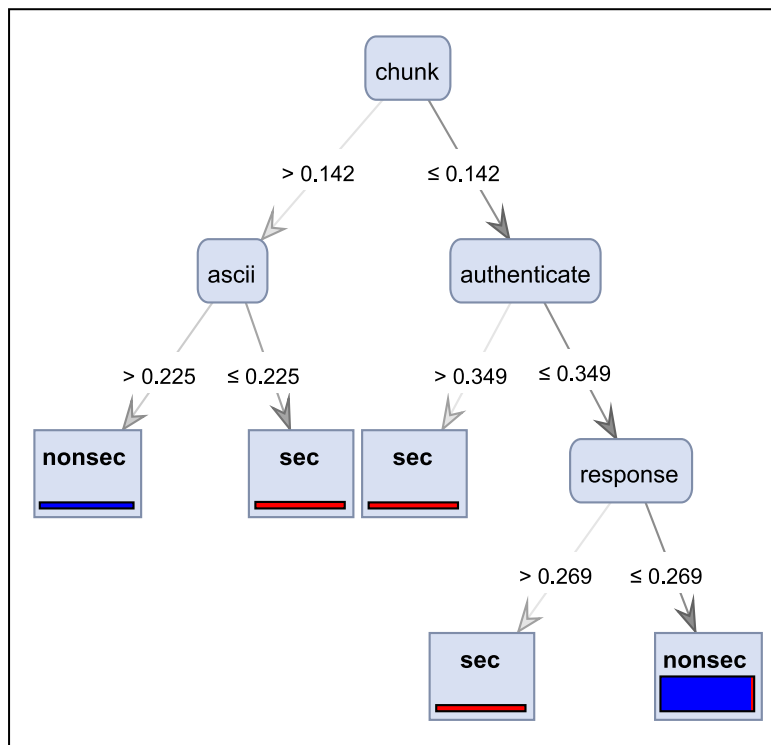 chunk
> 0.142
≤ 0.142
ascii
authenticate
> 0.225
≤ 0.225
> 0.349
≤ 0.349
nonsec
sec
sec
response
> 0.269
≤ 0.269
sec
nonsec